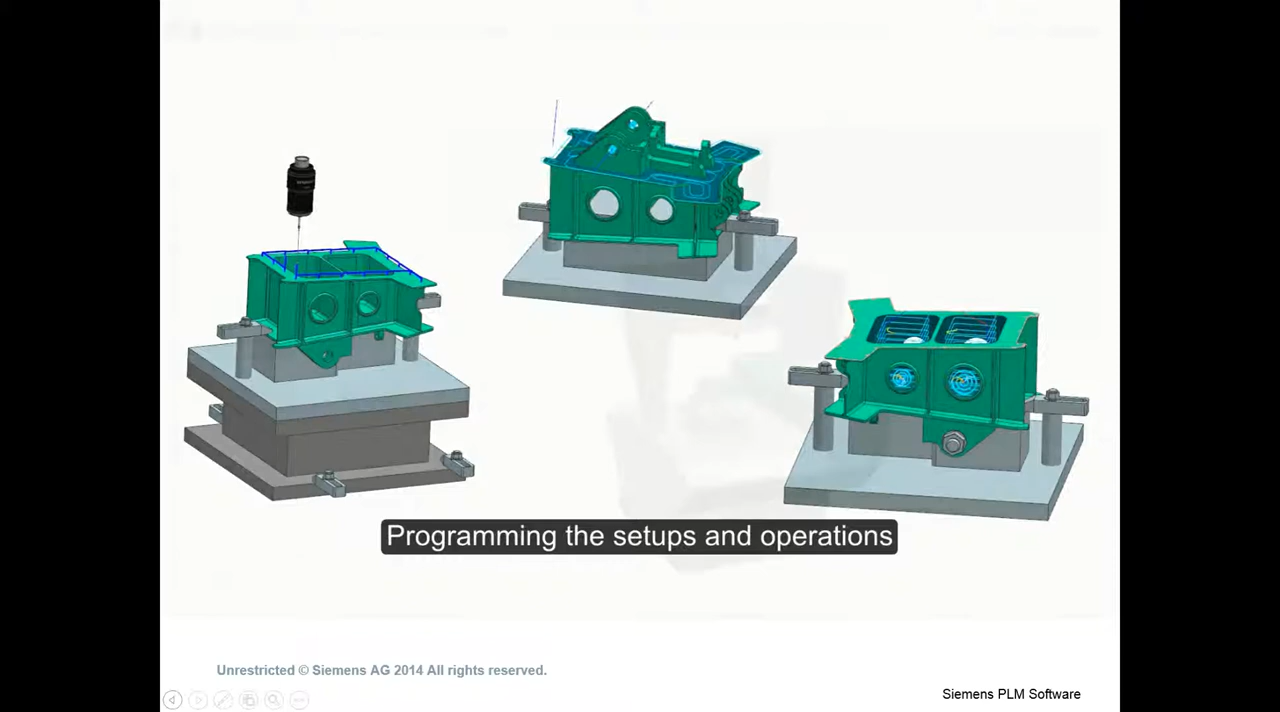 Programming the setups and operations
Unrestricted © Siemens AG 2014 All rights reserved.
Siemens PLM Software